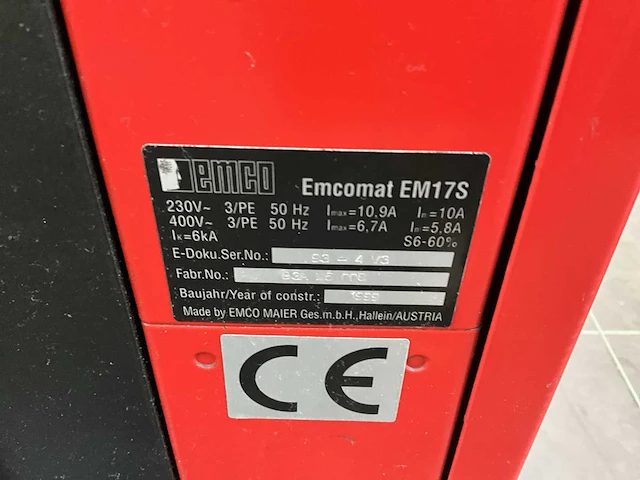 emco Emcomat EM17S
230V~ 3/PE 50 Hz Imax=10,9A In=10A
400V~ 3/PE 50 Hz Imax=6,7A In=5,8A
Iк=6kA S6-60%
E-Doku.Ser.No.:
Fabr.No.:
Baujahr/Year of constr.:
Made by EMCO MAIER Ges.m.b.H.,Hallein/AUSTRIA
CE